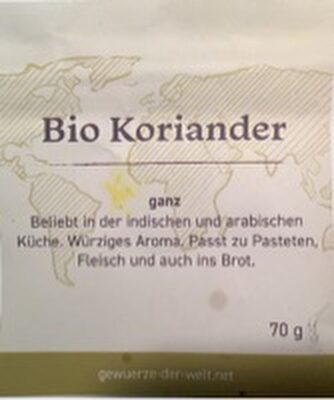 Bio Koriander
ganz
Beliebt in der indischen und arabischen
Küche. Würziges Aroma. Passt zu Pasteten,
Fleisch und auch ins Brot.
70 g
gewuerze-der-welt.net